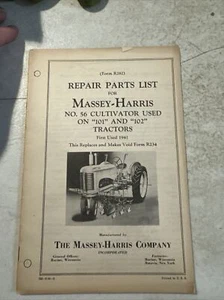 (Form R282)
REPAIR PARTS LIST
FOR
MASSEY-HARRIS
NO. 56 CULTIVATOR USED
ON "101" AND "102"
TRACTORS
First Used 1941
This Replaces and Makes Void Form R234
Manufactured by
THE MASSEY-HARRIS COMPANY
INCORPORATED
General Offices: Factories:
Racine, Wisconsin Racine, Wisconsin
Batavia, New York
Printed in U.S.A.